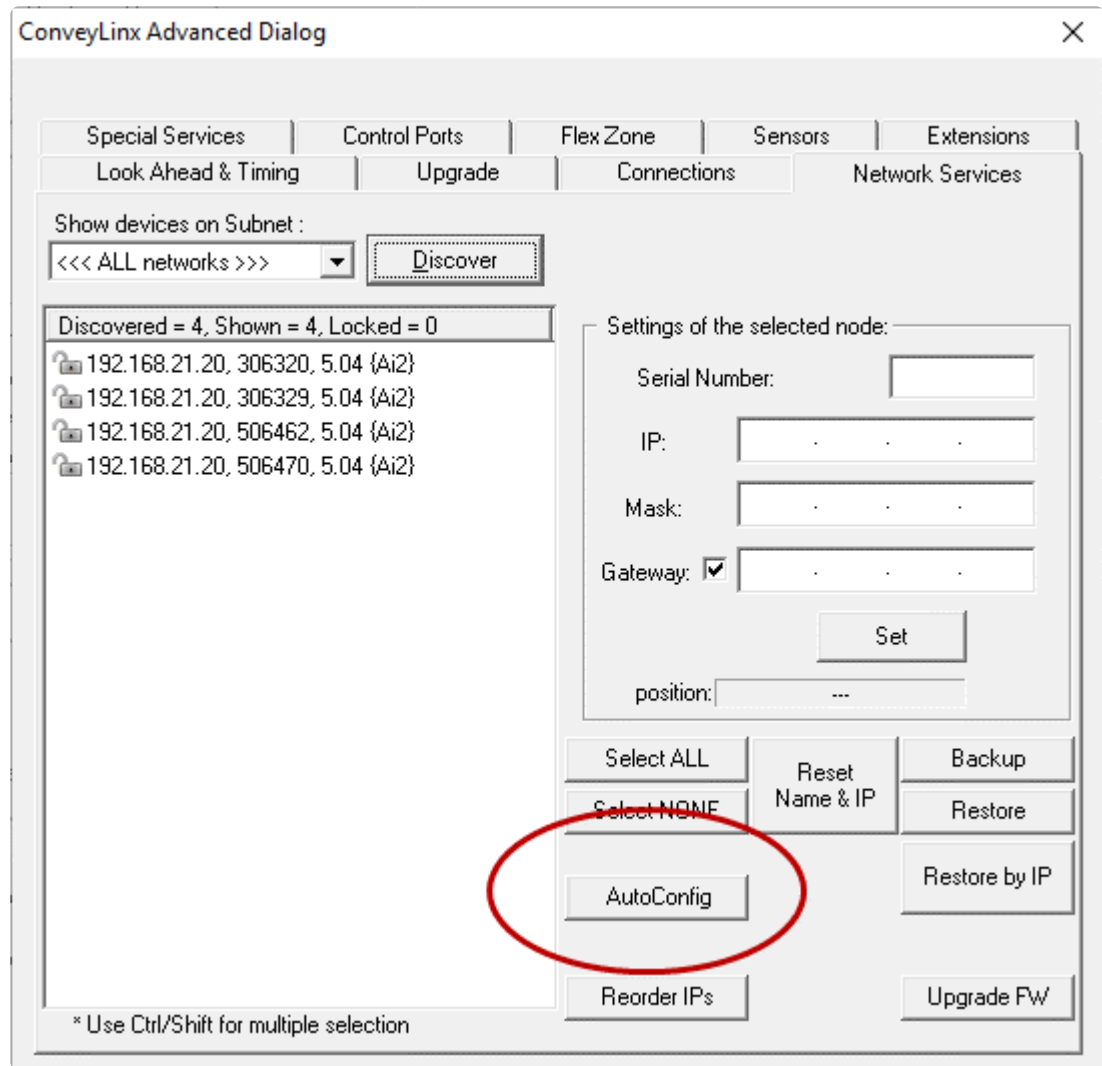 ConveyLinx Advanced Dialog
Special Services
Control Ports
Flex Zone
Sensors
Extensions
Look Ahead & Timing
Upgrade
Connections
Network Services
Show devices on Subnet :
<<< ALL networks >>>
Discover
Discovered = 4, Shown = 4, Locked = 0
192.168.21.20, 306320, 5.04 {Ai2}
192.168.21.20, 306329, 5.04 {Ai2}
192.168.21.20, 506462, 5.04 {Ai2}
192.168.21.20, 506470, 5.04 {Ai2}
* Use Ctrl/Shift for multiple selection
Settings of the selected node:
Serial Number:
IP:
Mask:
Gateway:
Set
position: ---
Select ALL
Reset
Name & IP
Backup
Select NONE
Restore
AutoConfig
Restore by IP
Reorder IPs
Upgrade FW